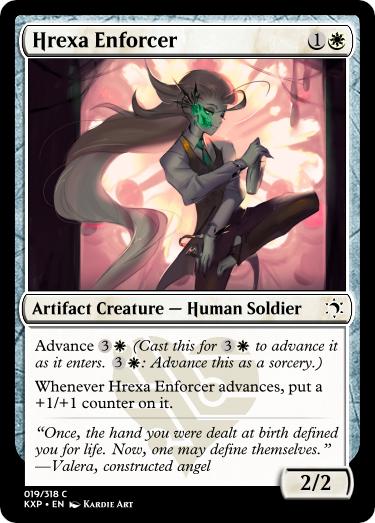 Hrexa Enforcer 1
Artifact Creature — Human Soldier
Advance 3 (Cast this for 3 to advance it
as it enters. 3 : Advance this as a sorcery.)
Whenever Hrexa Enforcer advances, put a
+1/+1 counter on it.
“Once, the hand you were dealt at birth defined
you for life. Now, one may define themselves.”
—Valera, constructed angel
2/2
019/318 C
KXP • EN Kardie Art